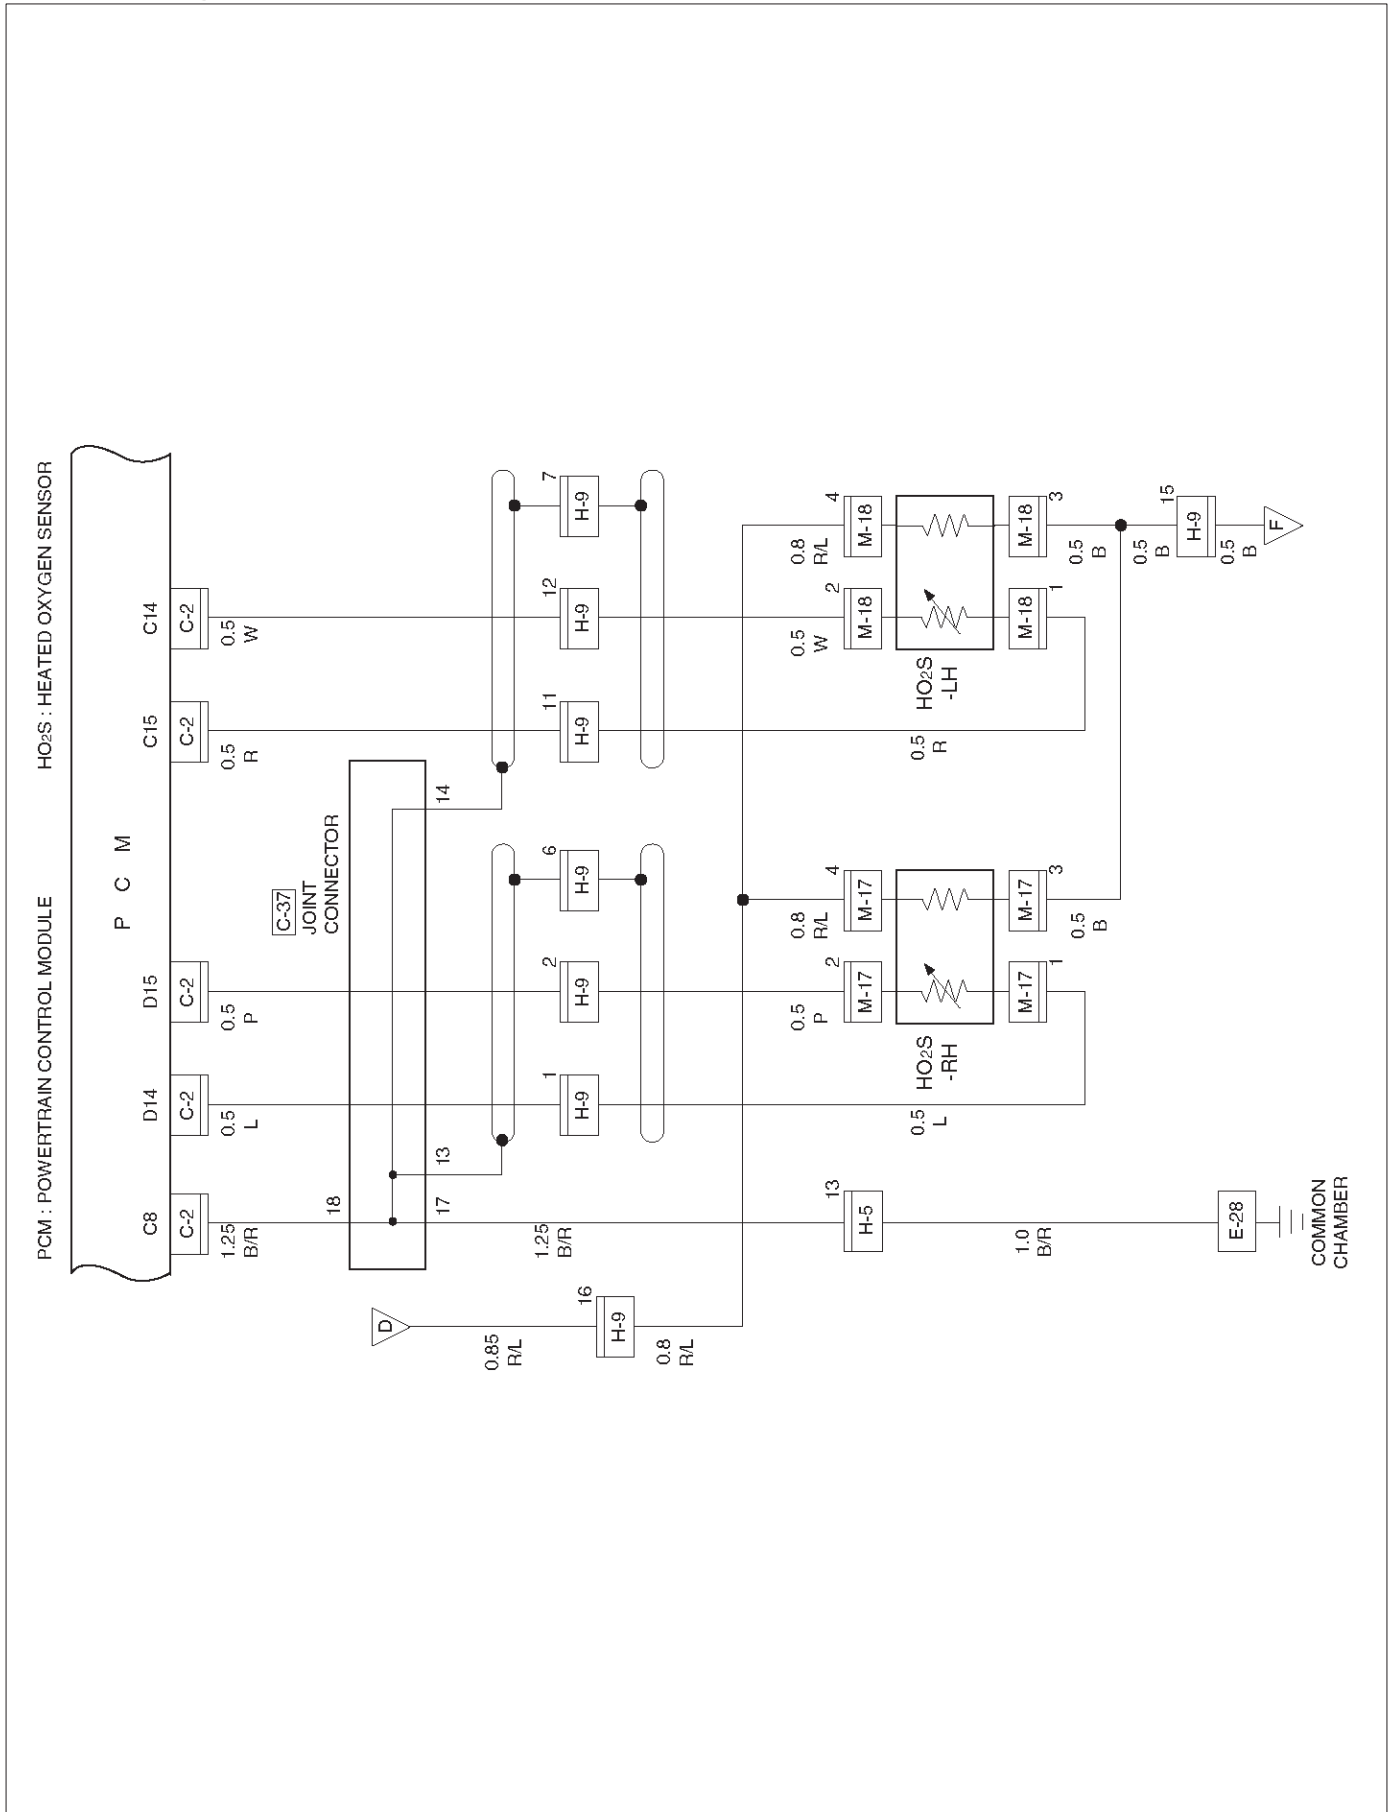 PCM : POWERTRAIN CONTROL MODULE
HO2S : HEATED OXYGEN SENSOR
P C M
C8
D14
D15
C15
C14
C-2
C-2
C-2
C-2
C-2
1.25
B/R
0.5
L
0.5
P
0.5
R
0.5
W
C-37
JOINT
CONNECTOR
18
17
13
14
D
0.85
R/L
16
H-9
0.8
R/L
1.25
B/R
1
H-9
2
H-9
6
H-9
11
H-9
12
H-9
7
H-9
13
H-5
1.0
B/R
0.5
P
2
M-17
0.8
R/L
4
M-17
0.5
W
2
M-18
0.8
R/L
4
M-18
0.5
L
HO2S
-RH
0.5
R
HO2S
-LH
M-17
1
M-17
3
M-18
1
M-18
3
0.5
B
0.5
B
0.5
B
15
H-9
0.5
B
F
E-28
COMMON
CHAMBER